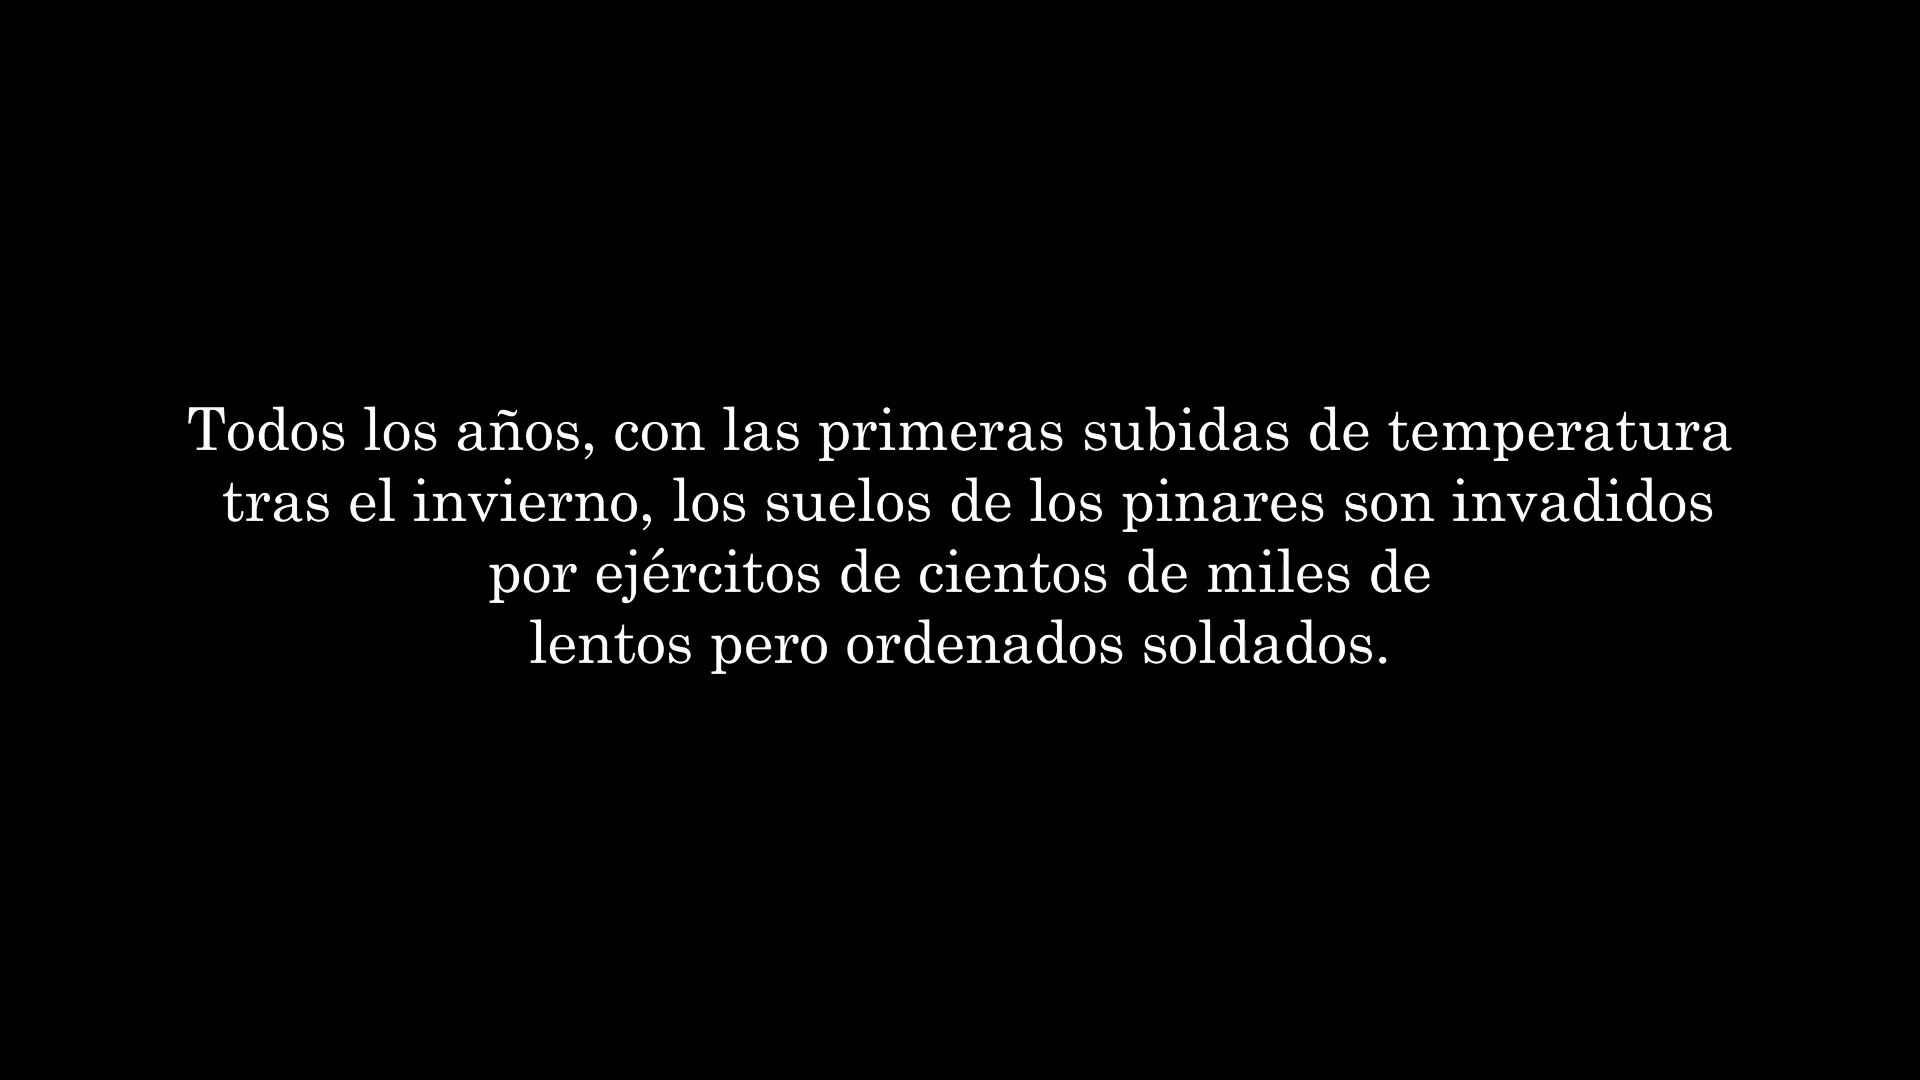 Todos los años, con las primeras subidas de temperatura
tras el invierno, los suelos de los pinares son invadidos
por ejércitos de cientos de miles de
lentos pero ordenados soldados.